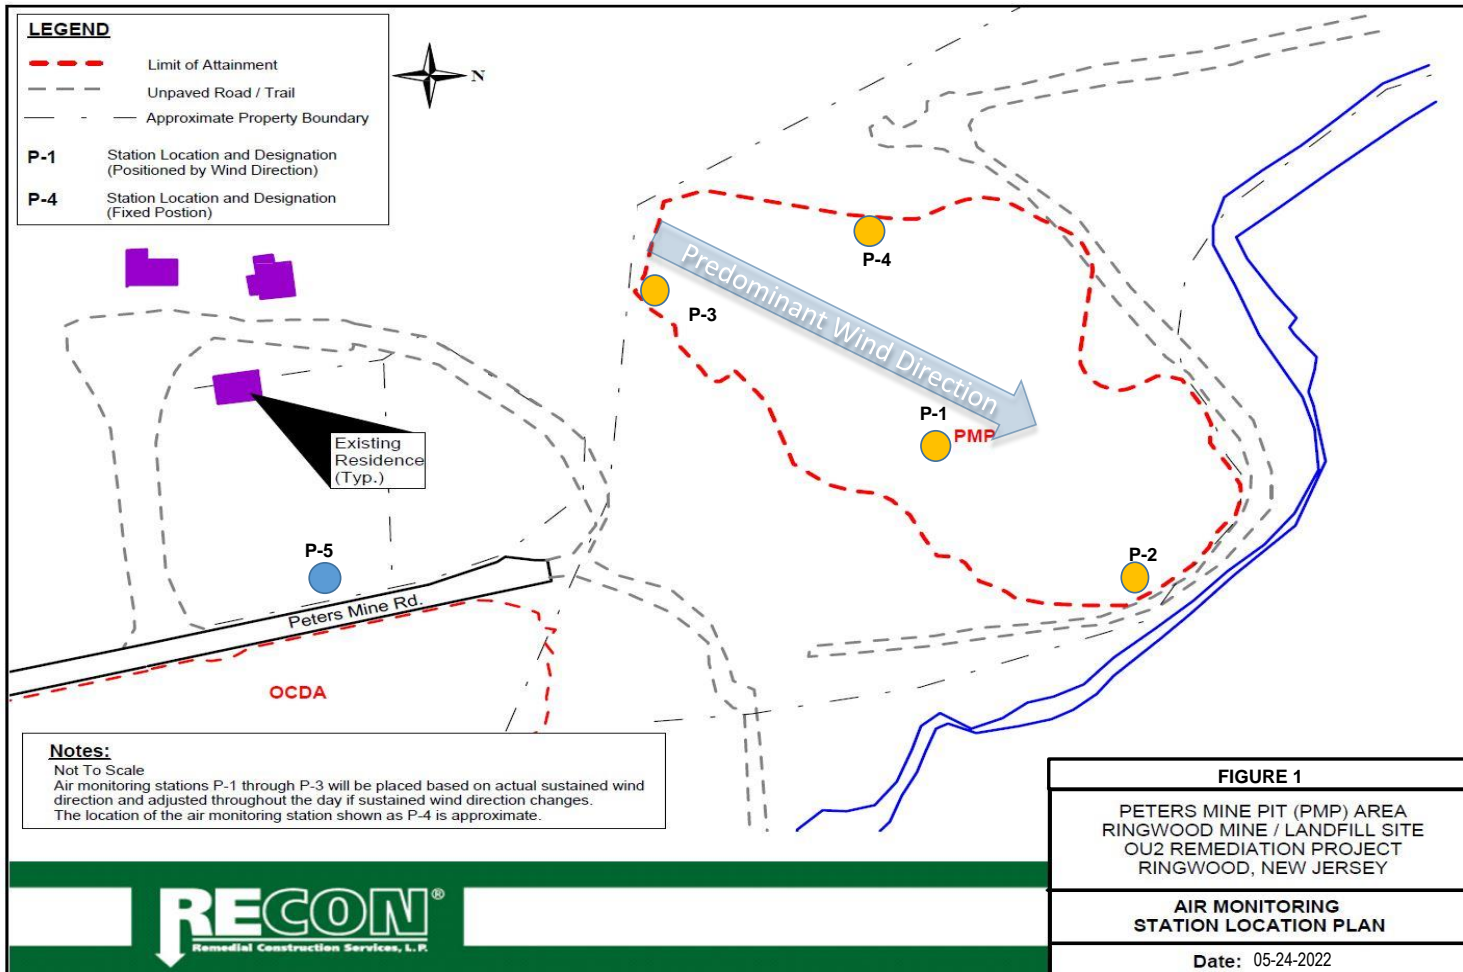 LEGEND
Limit of Attainment
Unpaved Road / Trail
Approximate Property Boundary
P-1
Station Location and Designation
(Positioned by Wind Direction)
P-4
Station Location and Designation
(Fixed Postion)
N
Predominant Wind Direction
P-4
P-3
P-1
PMP
P-2
Existing
Residence
(Typ.)
P-5
Peters Mine Rd.
OCDA
Notes:
Not To Scale
Air monitoring stations P-1 through P-3 will be placed based on actual sustained wind
direction and adjusted throughout the day if sustained wind direction changes.
The location of the air monitoring station shown as P-4 is approximate.
RECON®
Remedial Construction Services, L.P.
FIGURE 1
PETERS MINE PIT (PMP) AREA
RINGWOOD MINE / LANDFILL SITE
OU2 REMEDIATION PROJECT
RINGWOOD, NEW JERSEY
AIR MONITORING
STATION LOCATION PLAN
Date: 05-24-2022